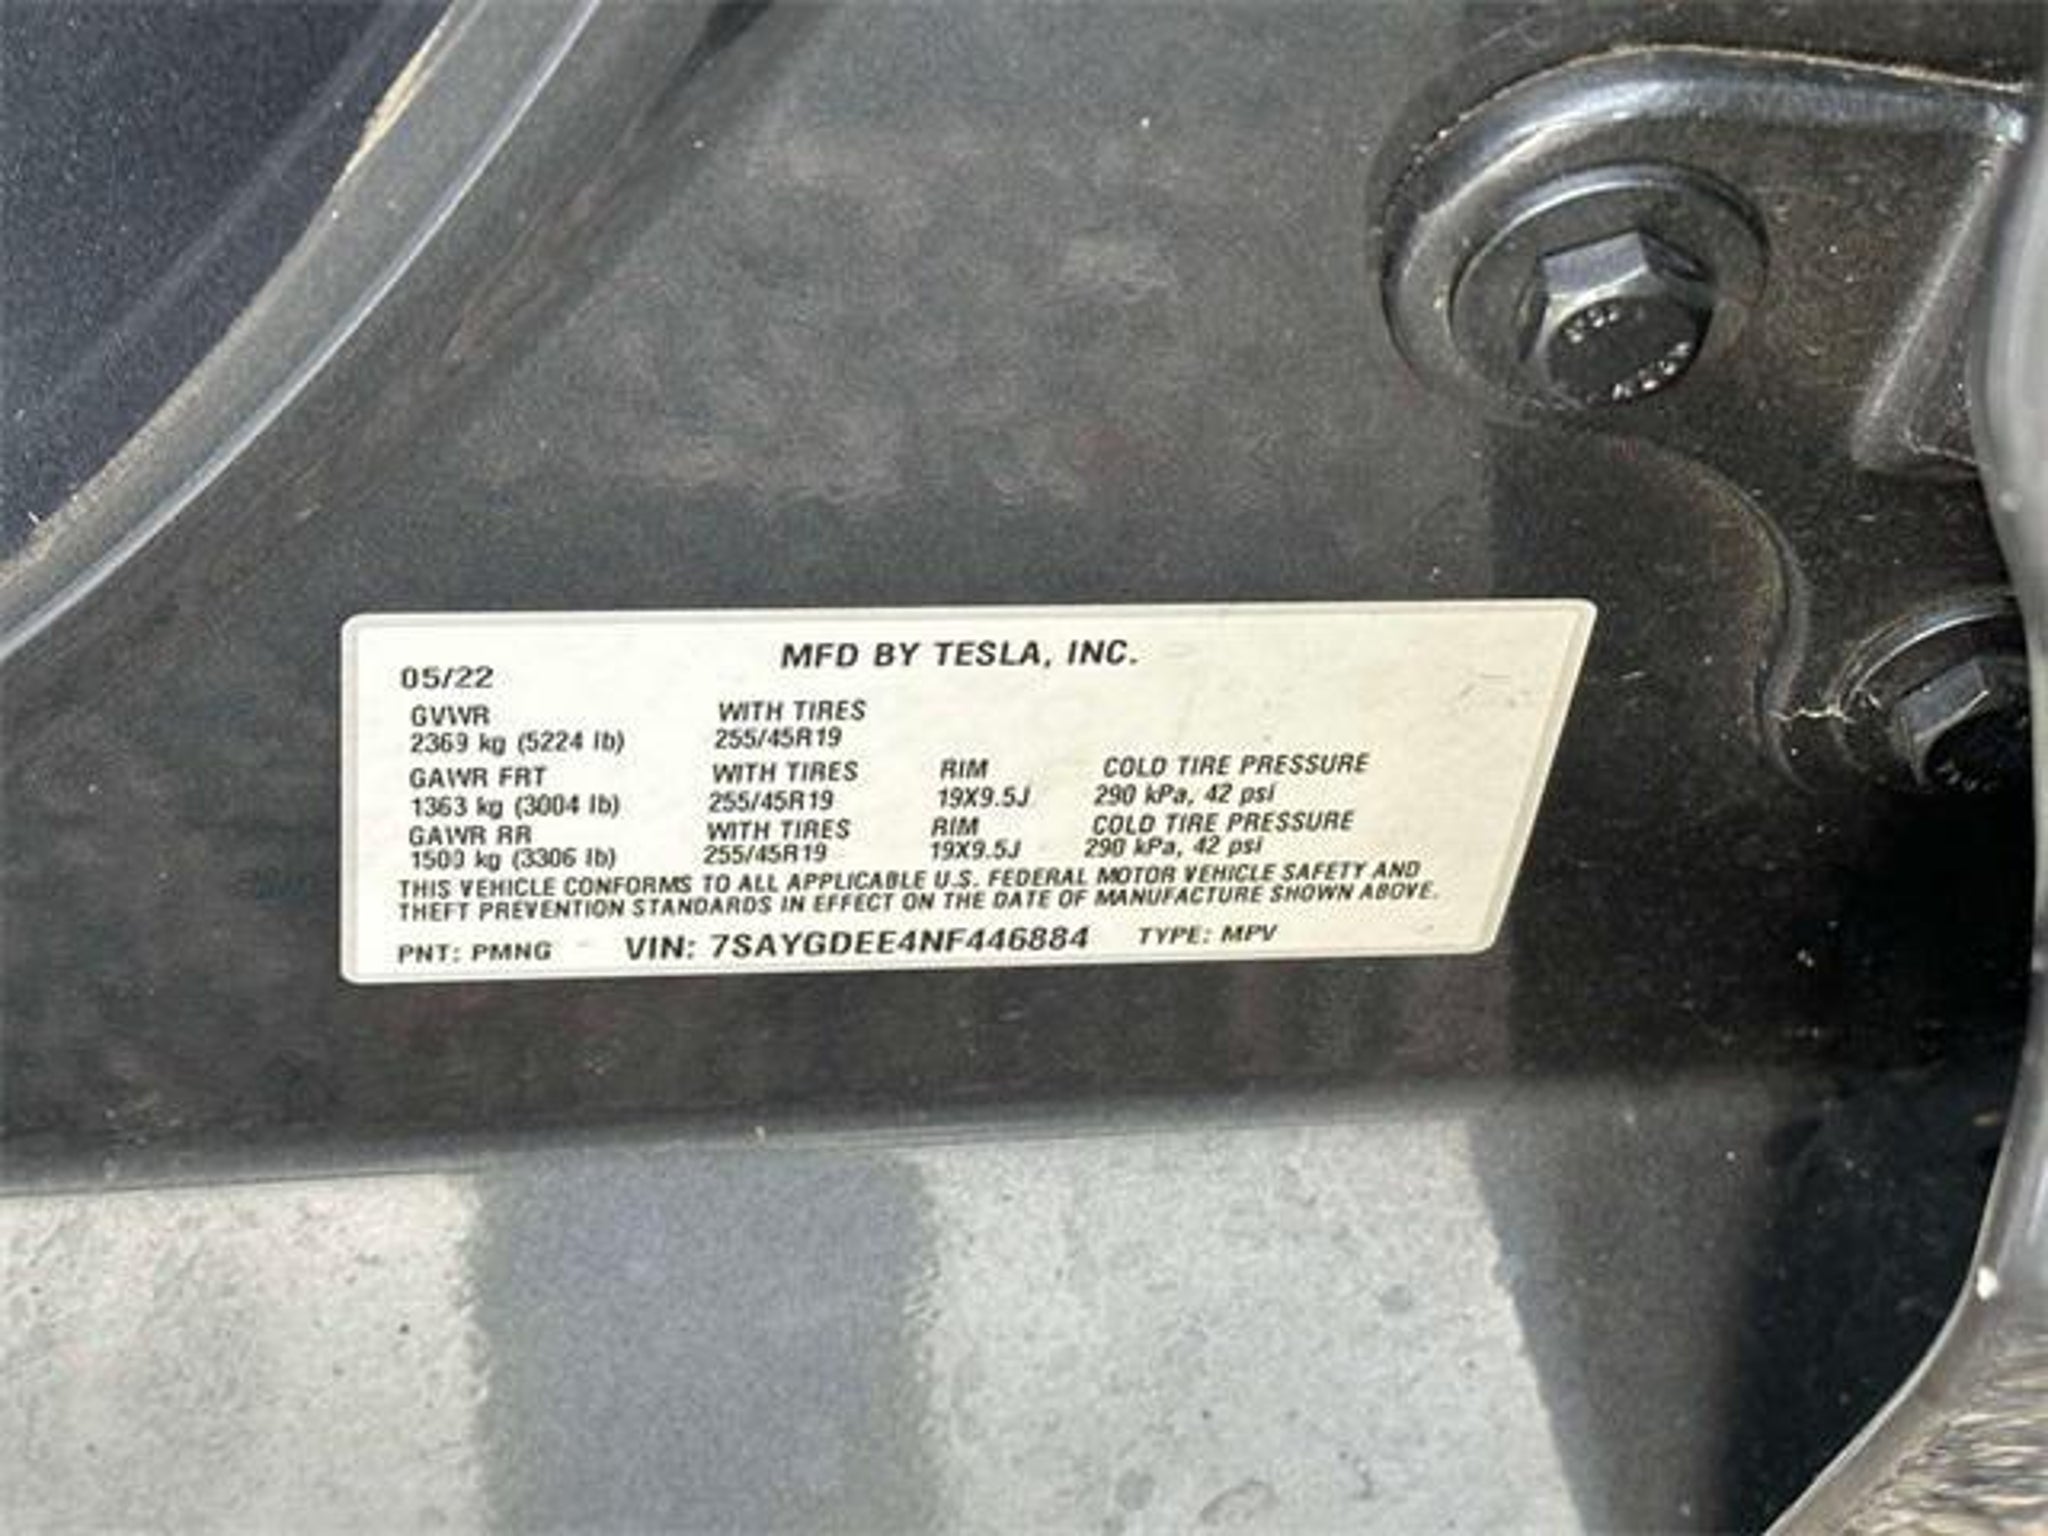 MFD BY TESLA, INC.
05/22
GVWR WITH TIRES
2369 kg (5224 lb) 255/45R19
GAWR FRT WITH TIRES RIM COLD TIRE PRESSURE
1363 kg (3004 lb) 255/45R19 19X9.5J 290 kPa, 42 psi
GAWR RR WITH TIRES RIM COLD TIRE PRESSURE
1500 kg (3306 lb) 255/45R19 19X9.5J 290 kPa, 42 psi
THIS VEHICLE CONFORMS TO ALL APPLICABLE U.S. FEDERAL MOTOR VEHICLE SAFETY AND
THEFT PREVENTION STANDARDS IN EFFECT ON THE DATE OF MANUFACTURE SHOWN ABOVE.
PNT: PMNG VIN: 7SAYGDEE4NF446884 TYPE: MPV